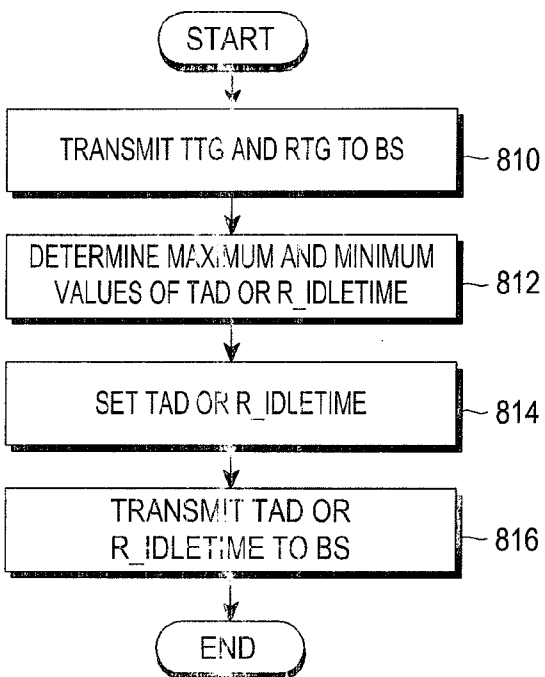 START
TRANSMIT TTG AND RTG TO BS
810
DETERMINE MAXIMUM AND MINIMUM
VALUES OF TAD OR R_IDLETIME
812
SET TAD OR R_IDLETIME
814
TRANSMIT TAD OR
R_IDLETIME TO BS
816
END